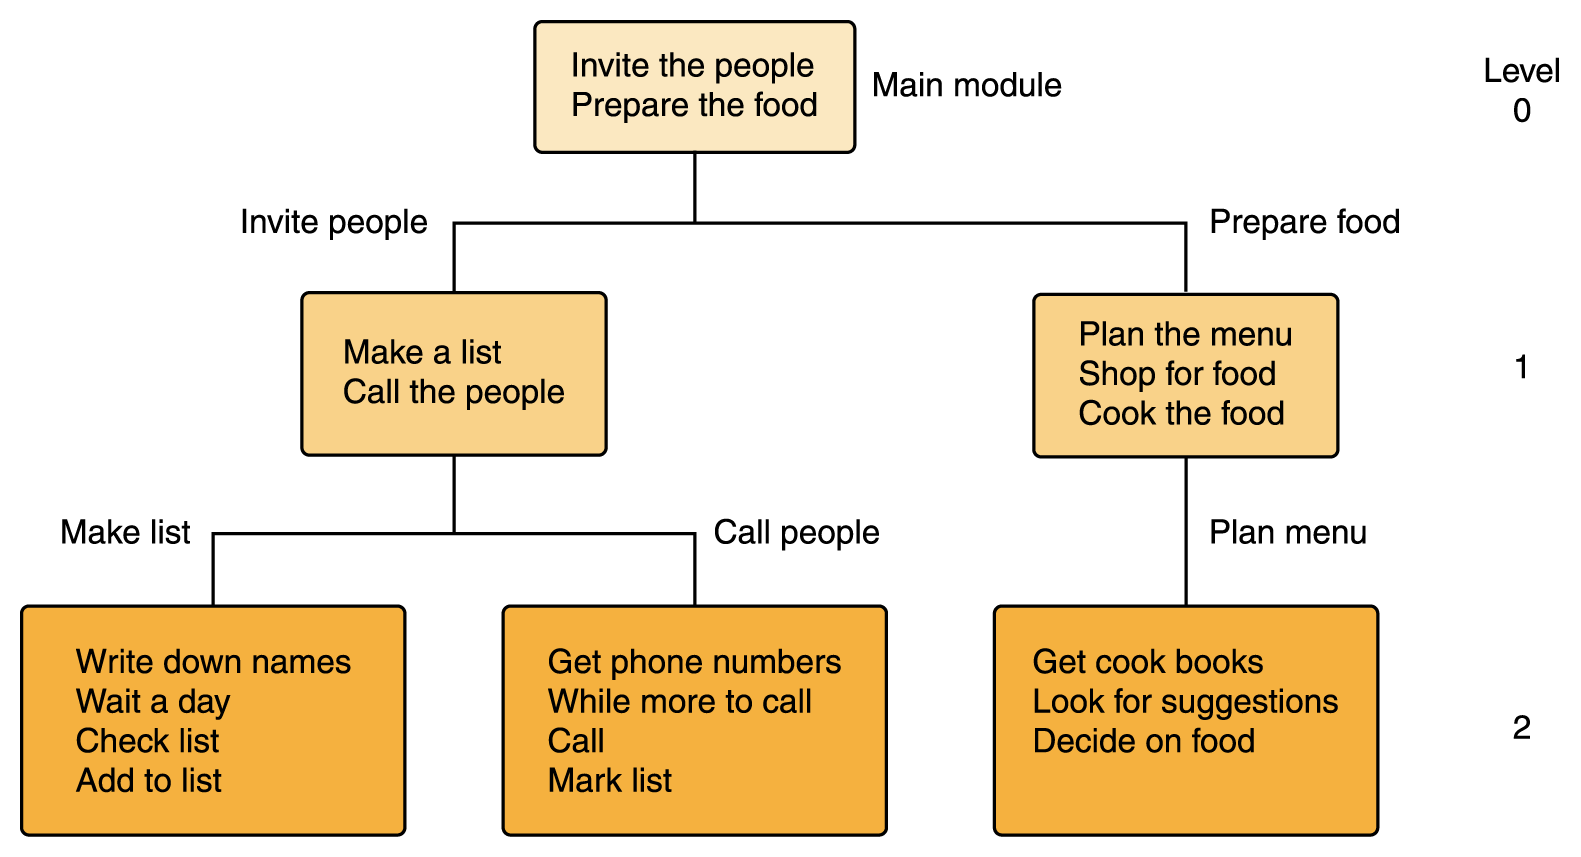 Invite the people
Prepare the food
Main module
Level
0
Invite people
Prepare food
Make a list
Call the people
Plan the menu
Shop for food
Cook the food
1
Make list
Call people
Plan menu
Write down names
Wait a day
Check list
Add to list
Get phone numbers
While more to call
Call
Mark list
Get cook books
Look for suggestions
Decide on food
2